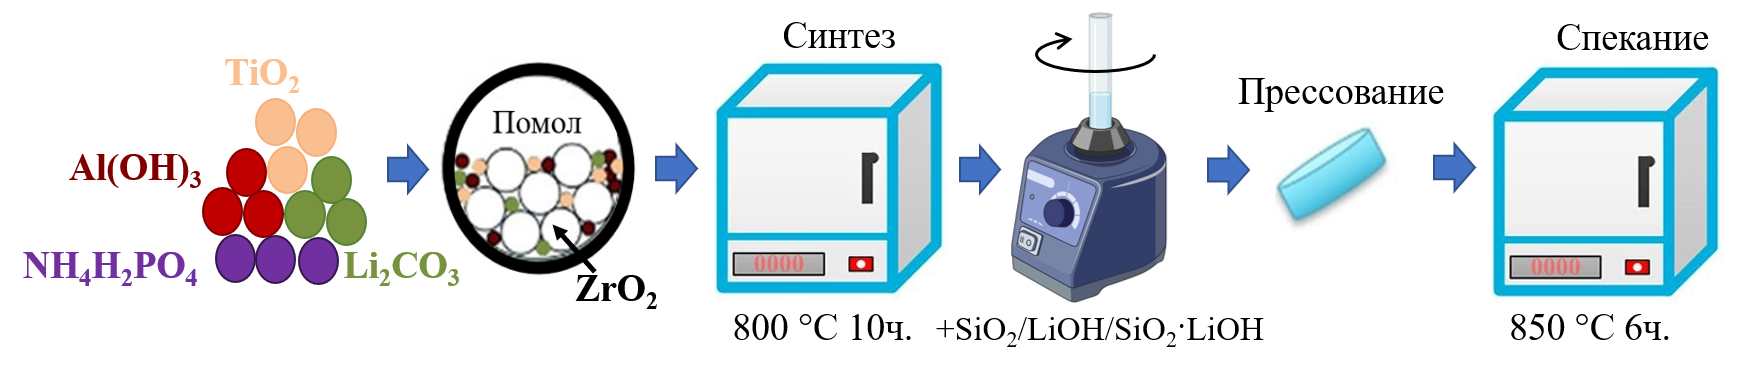 TiO₂
Al(OH)₃
NH₄H₂PO₄
Li₂CO₃
Помол
ZrO₂
Синтез
0000
800 °C 10ч.
+SiO₂/LiOH/SiO₂·LiOH
Прессование
Спекание
0000
850 °C 6ч.